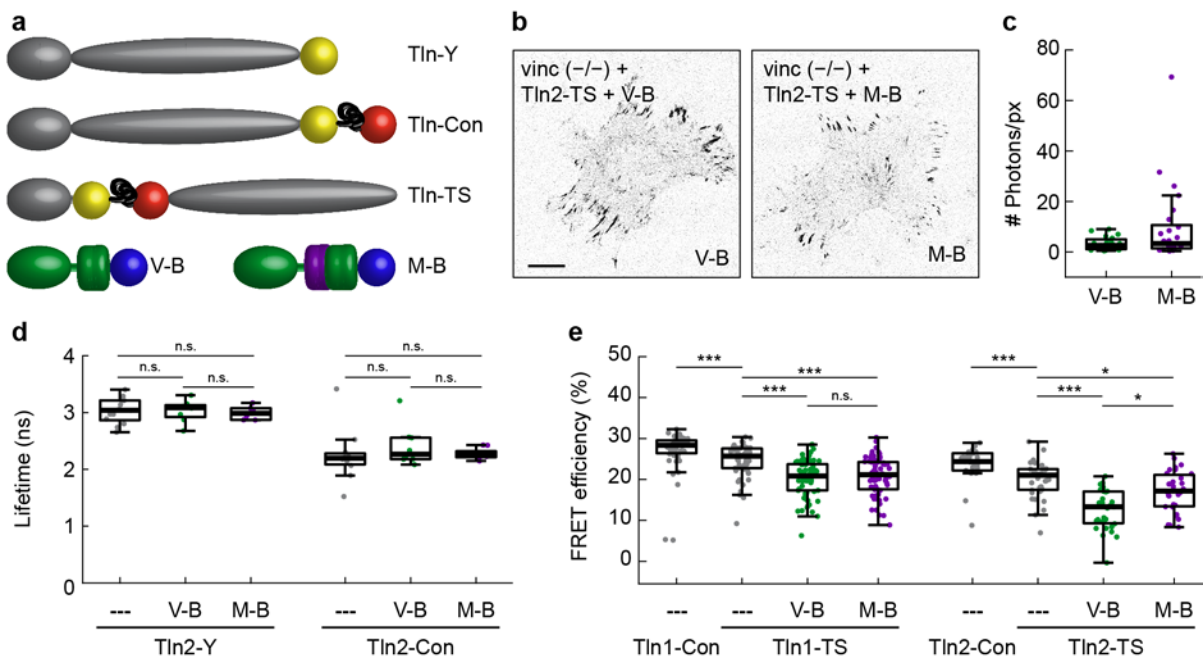 a
Tln-Y
Tln-Con
Tln-TS
V-B
M-B
b
vinc (−/−) +
Tln2-TS + V-B
V-B
vinc (−/−) +
Tln2-TS + M-B
M-B
c
# Photons/px
80
60
40
20
0
V-B M-B
d
Lifetime (ns)
4
3
2
1
0
n.s.
n.s.
n.s.
n.s.
n.s.
n.s.
--- V-B M-B --- V-B M-B
Tln2-Y Tln2-Con
e
FRET efficiency (%)
50
40
30
20
10
0
***
***
***
n.s.
***
*
***
*
--- --- V-B M-B --- --- V-B M-B
Tln1-Con Tln1-TS Tln2-Con Tln2-TS